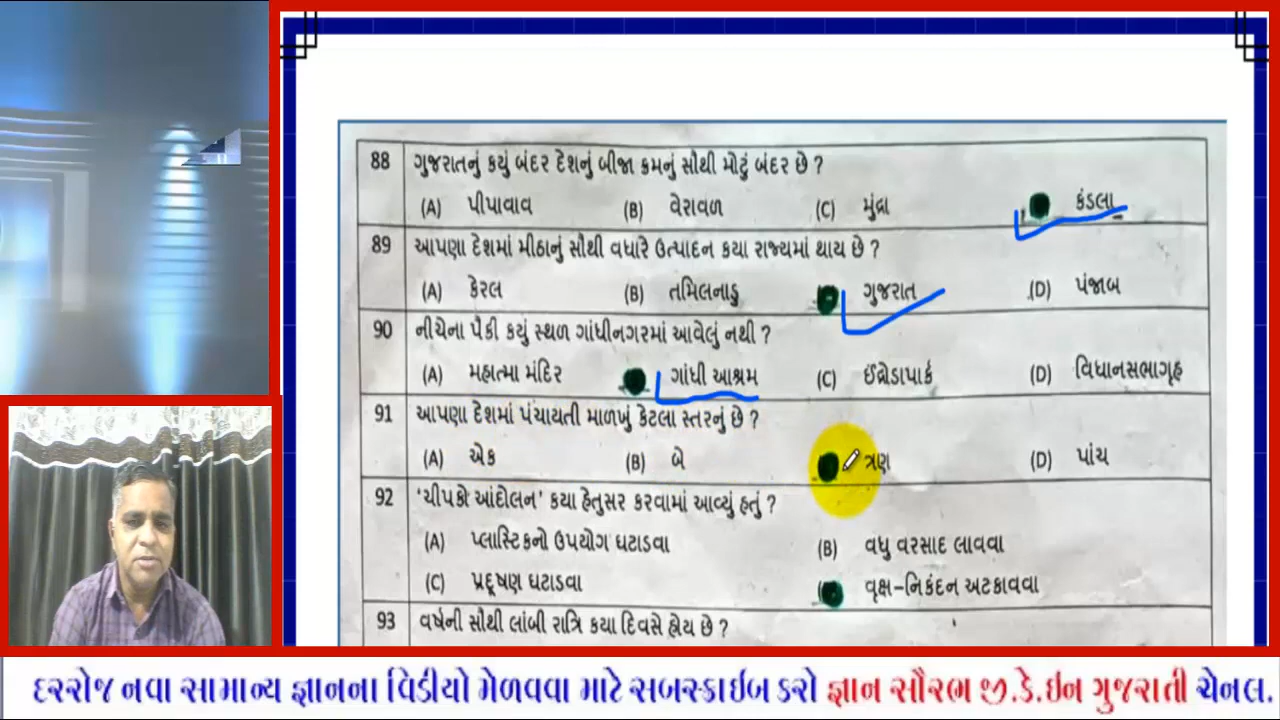 88 ગુજરાતનું કયું બંદર દેશનું બીજા ક્રમનું સૌથી મોટું બંદર છે ?
(A) પીપાવાવ (B) વેરાવળ (C) મુંદ્રા કંડલા
89 આપણા દેશમાં મીઠાનું સૌથી વધારે ઉત્પાદન કયા રાજ્યમાં થાય છે ?
(A) કેરલ (B) તમિલનાડુ ગુજરાત (D) પંજાબ
90 નીચેના પૈકી કયું સ્થળ ગાંધીનગરમાં આવેલું નથી ?
(A) મહાત્મા મંદિર ગાંધી આશ્રમ (C) ઈંદ્રોડાપાર્ક (D) વિધાનસભાગૃહ
91 આપણા દેશમાં પંચાયતી માળખું કેટલા સ્તરનું છે ?
(A) એક (B) બે ત્રણ (D) પાંચ
92 'ચીપકો આંદોલન' કયા હેતુસર કરવામાં આવ્યું હતું ?
(A) પ્લાસ્ટિકનો ઉપયોગ ઘટાડવા (B) વધુ વરસાદ લાવવા
(C) પ્રદૂષણ ઘટાડવા વૃક્ષ-નિકંદન અટકાવવા
93 વર્ષની સૌથી લાંબી રાત્રિ કયા દિવસે હોય છે ?
દરરોજ નવા સામાન્ય જ્ઞાનના વિડીયો મેળવવા માટે સબસ્ક્રાઇબ કરો જ્ઞાન સૌરભ જી.કે.ઇન ગુજરાતી ચેનલ.